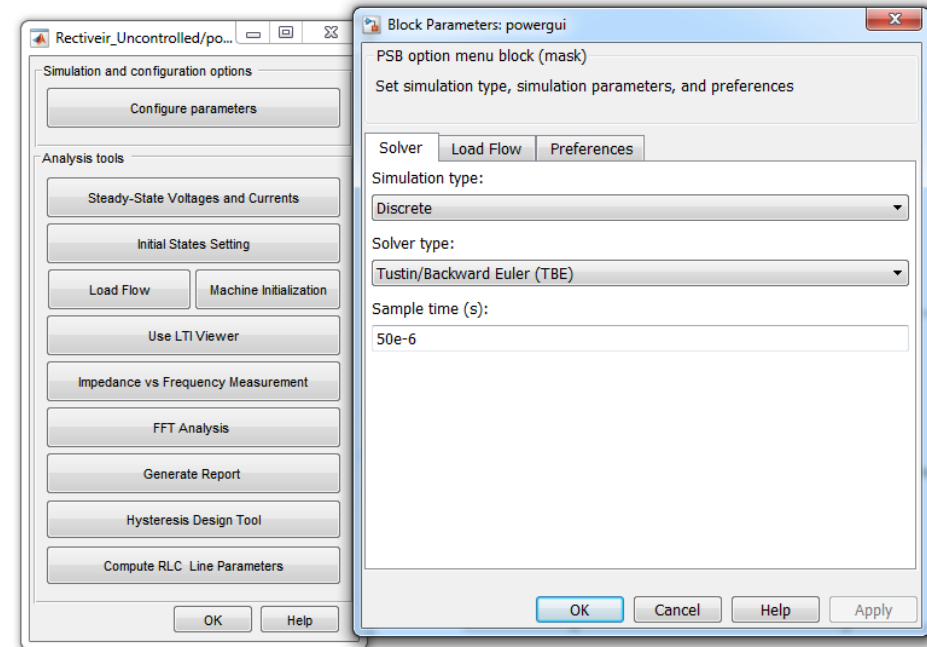 Rectiveir_Uncontrolled/po...
Simulation and configuration options
Configure parameters
Analysis tools
Steady-State Voltages and Currents
Initial States Setting
Load Flow
Machine Initialization
Use LTI Viewer
Impedance vs Frequency Measurement
FFT Analysis
Generate Report
Hysteresis Design Tool
Compute RLC Line Parameters
OK
Help
Block Parameters: powergui
PSB option menu block (mask)
Set simulation type, simulation parameters, and preferences
Solver
Load Flow
Preferences
Simulation type:
Discrete
Solver type:
Tustin/Backward Euler (TBE)
Sample time (s):
50e-6
OK
Cancel
Help
Apply